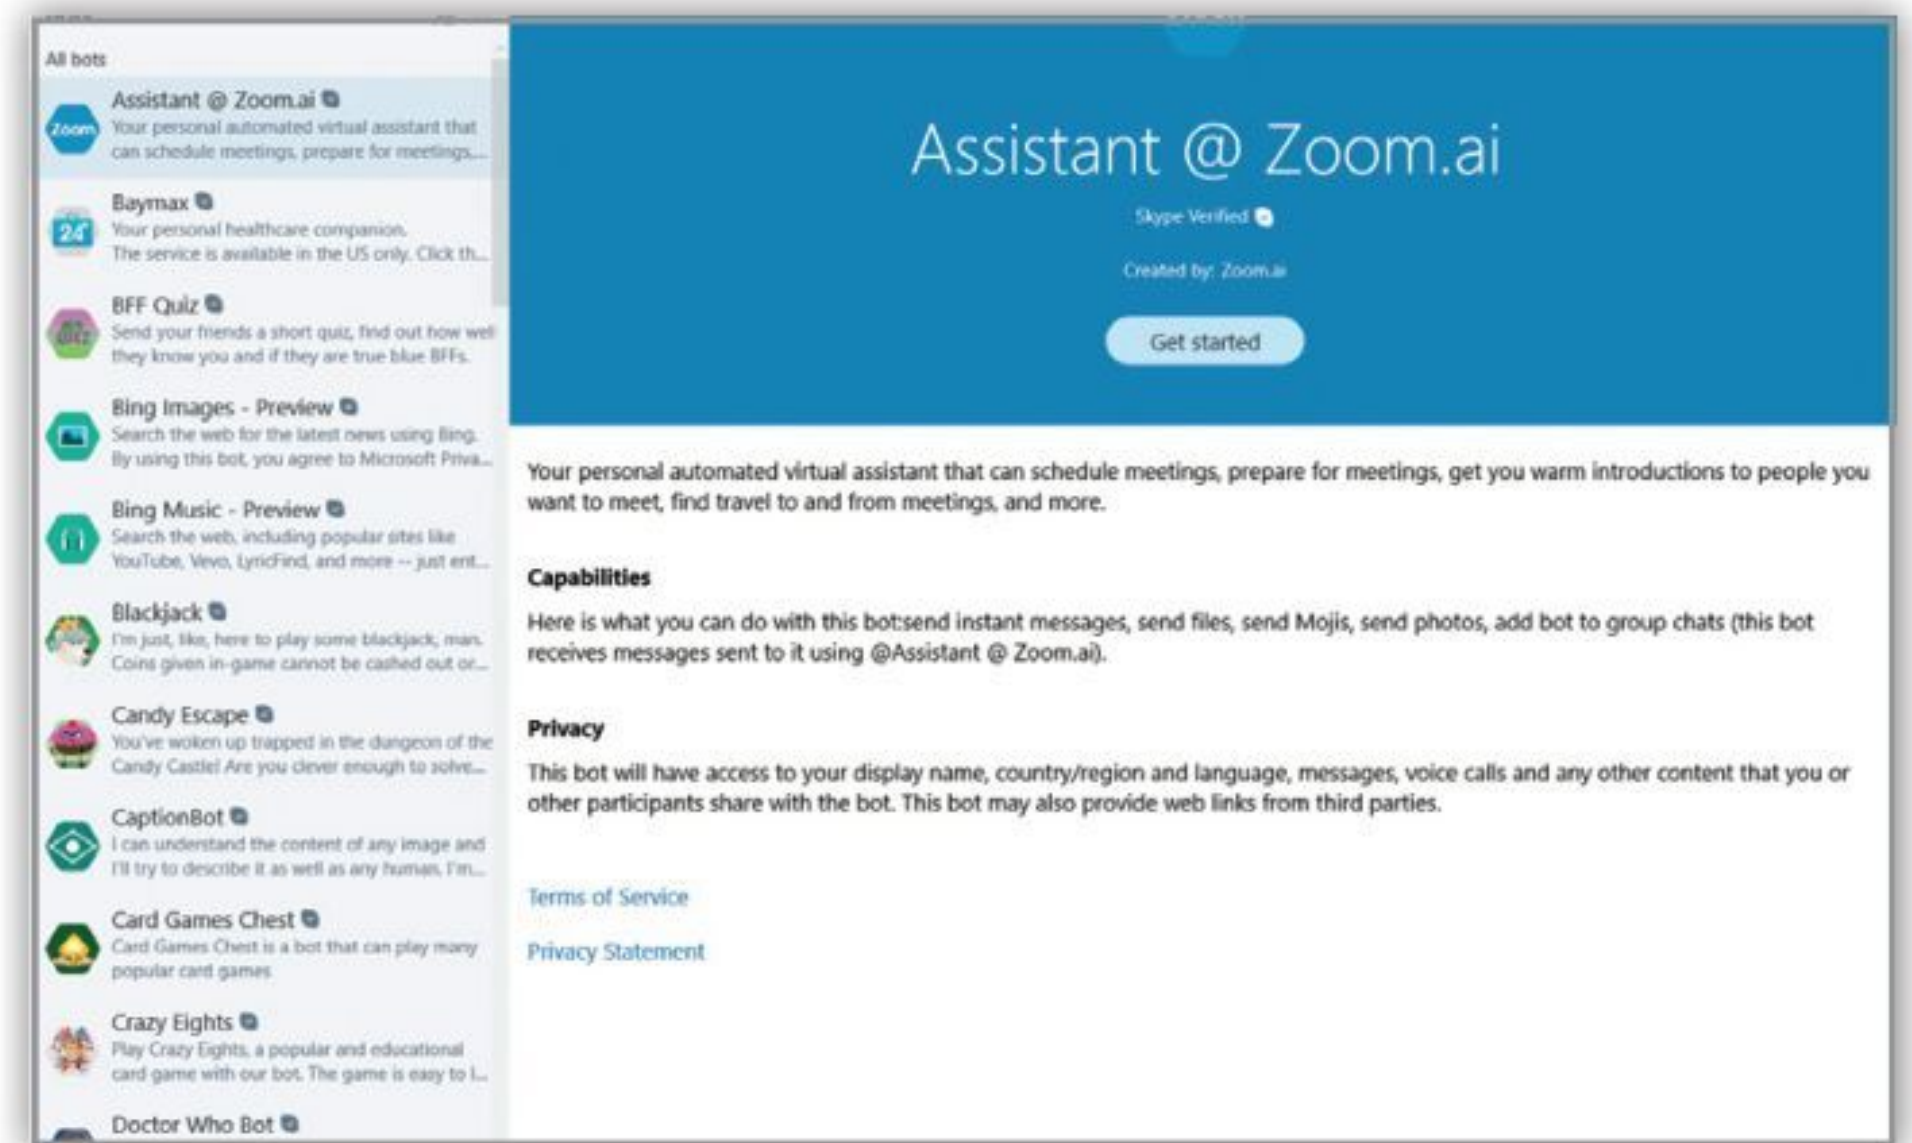 All bots
Assistant @ Zoom.ai
Zoom
Your personal automated virtual assistant that
can schedule meetings, prepare for meetings,...
Baymax
24
Your personal healthcare companion.
The service is available in the US only. Click th...
BFF Quiz
Send your friends a short quiz, find out how well
they know you and if they are true blue BFFs.
Bing Images - Preview
Search the web for the latest news using Bing.
By using this bot, you agree to Microsoft Priva...
Bing Music - Preview
Search the web, including popular sites like
YouTube, Vevo, LyricFind, and more -- just ent...
Blackjack
I'm just, like, here to play some blackjack, man.
Coins given in-game cannot be cashed out or...
Candy Escape
You've woken up trapped in the dungeon of the
Candy Castle! Are you clever enough to solve...
CaptionBot
I can understand the content of any image and
I'll try to describe it as well as any human. I'm...
Card Games Chest
Card Games Chest is a bot that can play many
popular card games
Crazy Eights
Play Crazy Eights, a popular and educational
card game with our bot. The game is easy to l...
Doctor Who Bot
Assistant @ Zoom.ai
Skype Verified
Created by: Zoom.ai
Get started
Your personal automated virtual assistant that can schedule meetings, prepare for meetings, get you warm introductions to people you
want to meet, find travel to and from meetings, and more.
Capabilities
Here is what you can do with this bot:send instant messages, send files, send Mojis, send photos, add bot to group chats (this bot
receives messages sent to it using @Assistant @ Zoom.ai).
Privacy
This bot will have access to your display name, country/region and language, messages, voice calls and any other content that you or
other participants share with the bot. This bot may also provide web links from third parties.
Terms of Service
Privacy Statement